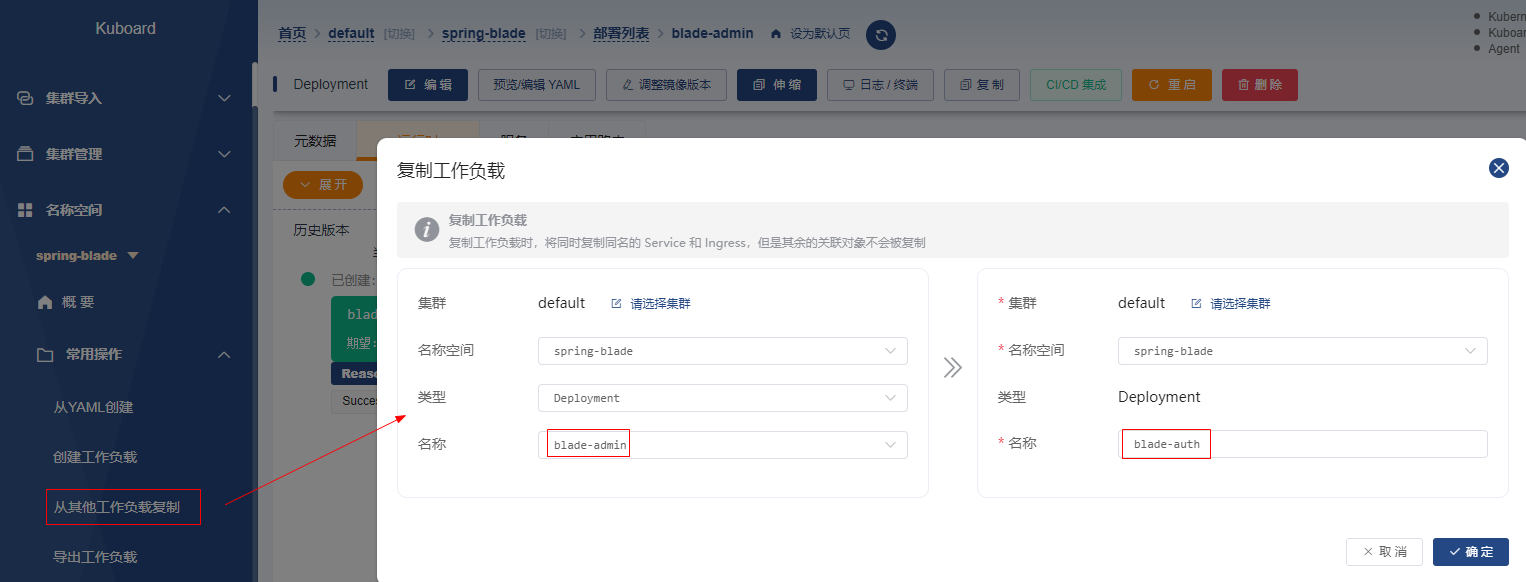 Kuboard
集群导入
集群管理
名称空间
spring-blade
概 要
常用操作
从YAML创建
创建工作负载
从其他工作负载复制
导出工作负载
首页 > default [切换] > spring-blade [切换] > 部署列表 > blade-admin 设为默认页
Kubern
Kuboar
Agent
Deployment 编 辑 预览/编辑 YAML 调整镜像版本 伸 缩 日志 / 终端 复 制 CI/CD 集成 重 启 删 除
元数据
展 开
历史版本
已创建:
blad
期望:
Reaso
Succes
复制工作负载
复制工作负载
复制工作负载时，将同时复制同名的 Service 和 Ingress，但是其余的关联对象不会被复制
集群 default 请选择集群
名称空间 spring-blade
类型 Deployment
名称 blade-admin
* 集群 default 请选择集群
* 名称空间 spring-blade
类型 Deployment
* 名称 blade-auth
取 消 确 定